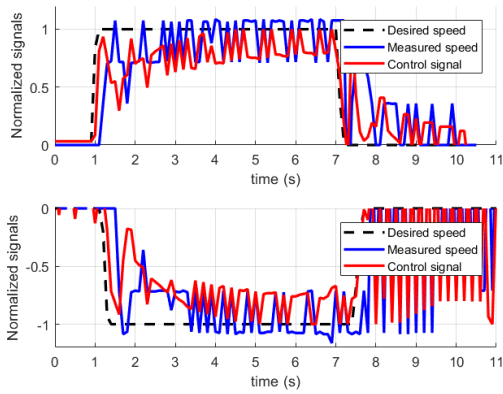 Normalized signals
1
0.5
0
Desired speed
Measured speed
Control signal
0 1 2 3 4 5 6 7 8 9 10 11
time (s)
Normalized signals
0
-0.5
-1
Desired speed
Measured speed
Control signal
0 1 2 3 4 5 6 7 8 9 10 11
time (s)